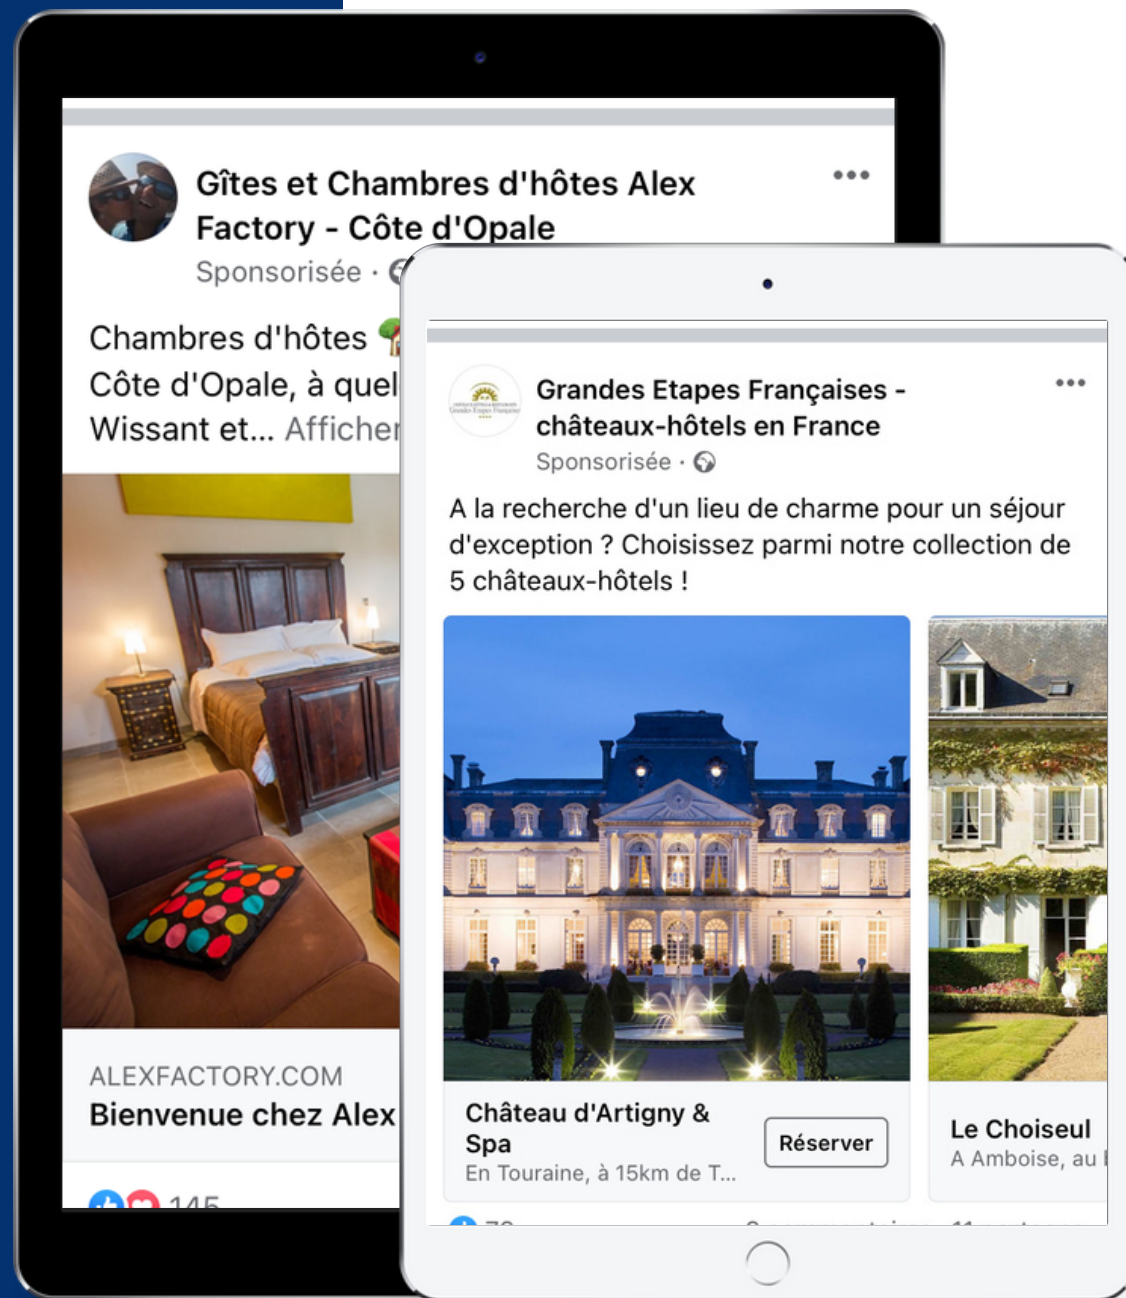 Gîtes et Chambres d'hôtes Alex
Factory - Côte d'Opale
Sponsorisée ·
Chambres d'hôtes
Côte d'Opale, à quel
Wissant et... Afficher
ALEXFACTORY.COM
Bienvenue chez Alex
145
Grandes Etapes Françaises -
châteaux-hôtels en France
Sponsorisée ·
A la recherche d'un lieu de charme pour un séjour
d'exception ? Choisissez parmi notre collection de
5 châteaux-hôtels !
Château d'Artigny &
Spa
En Touraine, à 15km de T...
Réserver
Le Choiseul
A Amboise, au